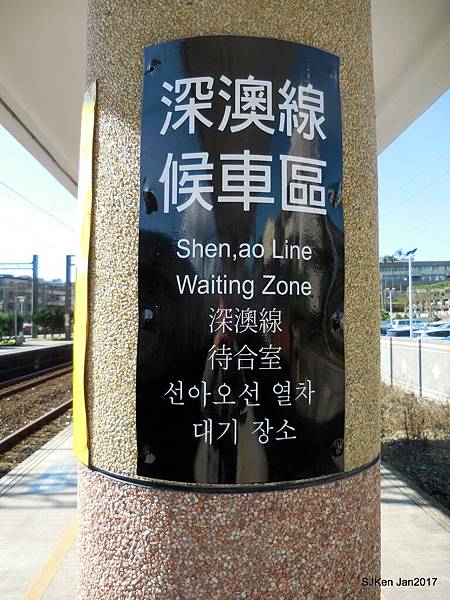 深澳線
候車區
Shen,ao Line
Waiting Zone
深澳線
待合室
선아오선 열차
대기 장소
SJKen Jan2017